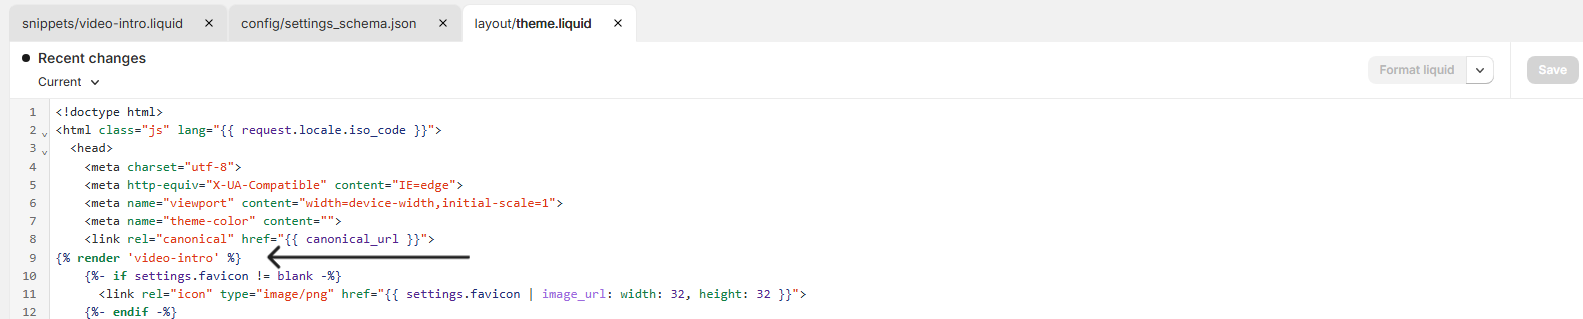 snippets/video-intro.liquid × config/settings_schema.json × layout/theme.liquid ×
Recent changes
Current
Format liquid Save
1 <!doctype html>
2 <html class="js" lang="{{ request.locale.iso_code }}">
3 <head>
4 <meta charset="utf-8">
5 <meta http-equiv="X-UA-Compatible" content="IE=edge">
6 <meta name="viewport" content="width=device-width,initial-scale=1">
7 <meta name="theme-color" content="">
8 <link rel="canonical" href="{{ canonical_url }}">
9 {% render 'video-intro' %}
10 {%- if settings.favicon != blank -%}
11 <link rel="icon" type="image/png" href="{{ settings.favicon | image_url: width: 32, height: 32 }}">
12 {%- endif -%}